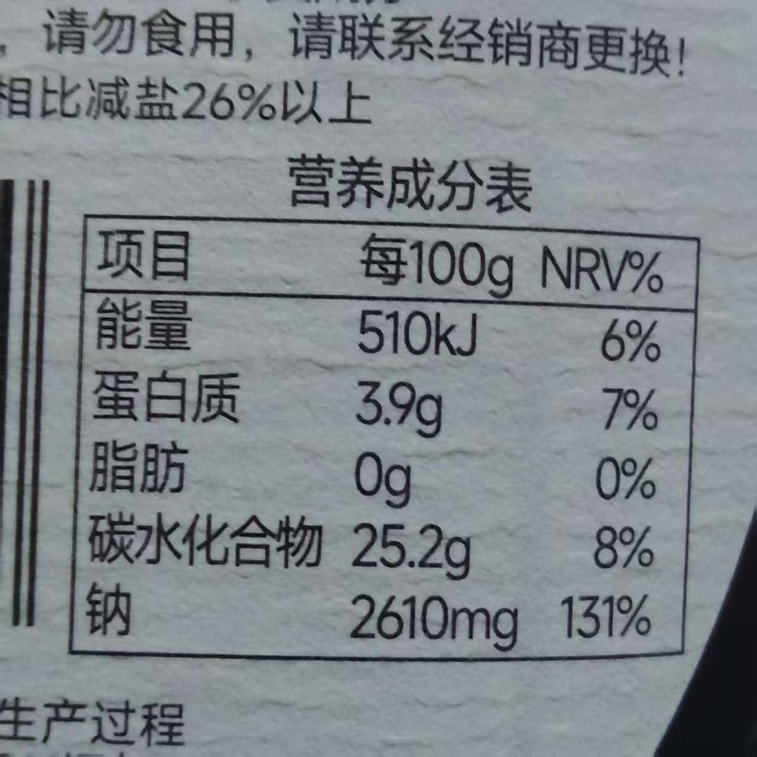 ，请勿食用，请联系经销商更换！
相比减盐26%以上
营养成分表
项目 每100g NRV%
能量 510kJ 6%
蛋白质 3.9g 7%
脂肪 0g 0%
碳水化合物 25.2g 8%
钠 2610mg 131%
生产过程